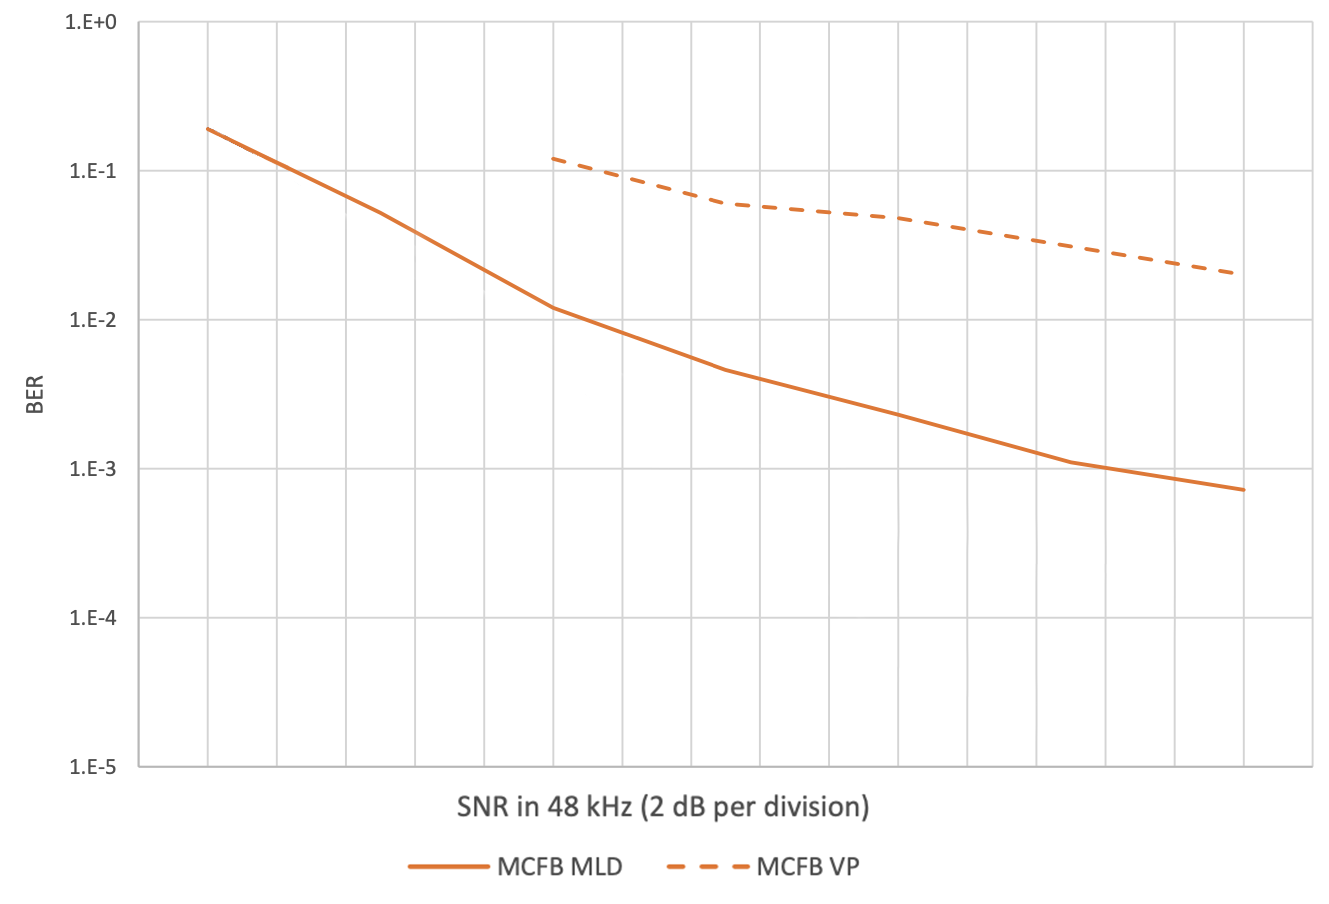 1.E+0
1.E-1
1.E-2
1.E-3
1.E-4
1.E-5
BER
SNR in 48 kHz (2 dB per division)
MCFB MLD MCFB VP